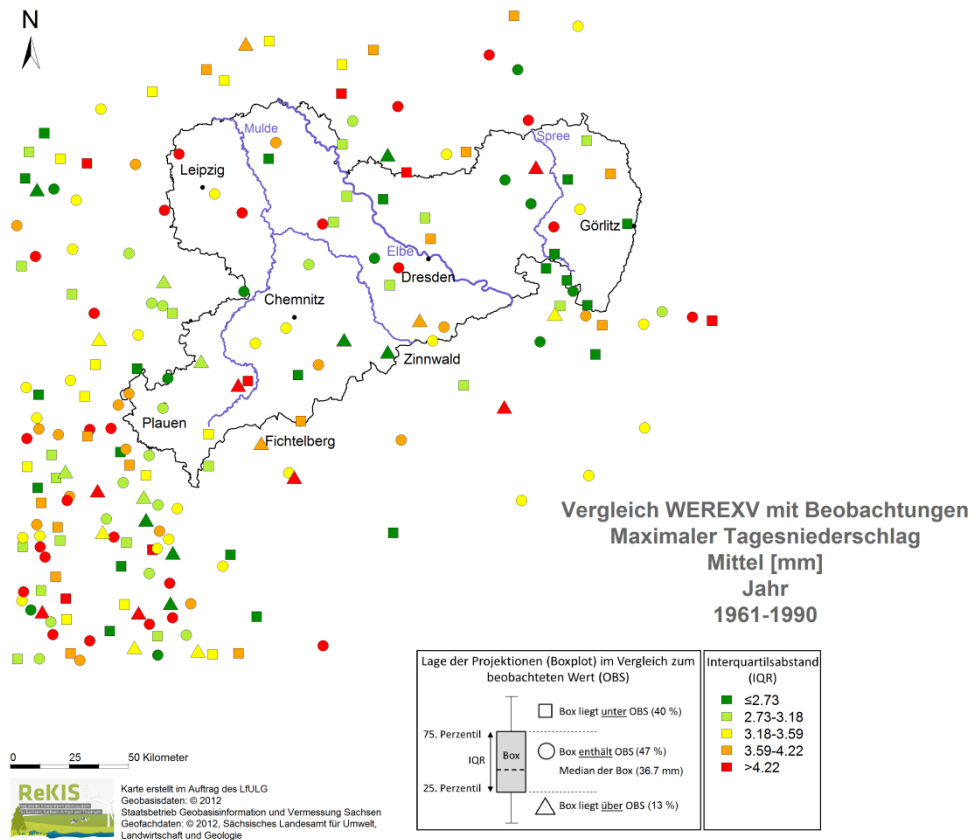 N
Mulde
Spree
Leipzig
Görlitz
Elbe
Dresden
Chemnitz
Zinnwald
Plauen
Fichtelberg
Vergleich WEREXV mit Beobachtungen
Maximaler Tagesniederschlag
Mittel [mm]
Jahr
1961-1990
Lage der Projektionen (Boxplot) im Vergleich zum
beobachteten Wert (OBS)
75. Perzentil
IQR
25. Perzentil
Box
Box liegt unter OBS (40 %)
Box enthält OBS (47 %)
Median der Box (36.7 mm)
Box liegt über OBS (13 %)
Interquartilsabstand
(IQR)
≤2.73
2.73-3.18
3.18-3.59
3.59-4.22
>4.22
0 25 50 Kilometer
ReKIS
Karte erstellt im Auftrag des LfULG
Geobasisdaten: © 2012
Staatsbetrieb Geobasisinformation und Vermessung Sachsen
Geofachdaten: © 2012, Sächsisches Landesamt für Umwelt,
Landwirtschaft und Geologie